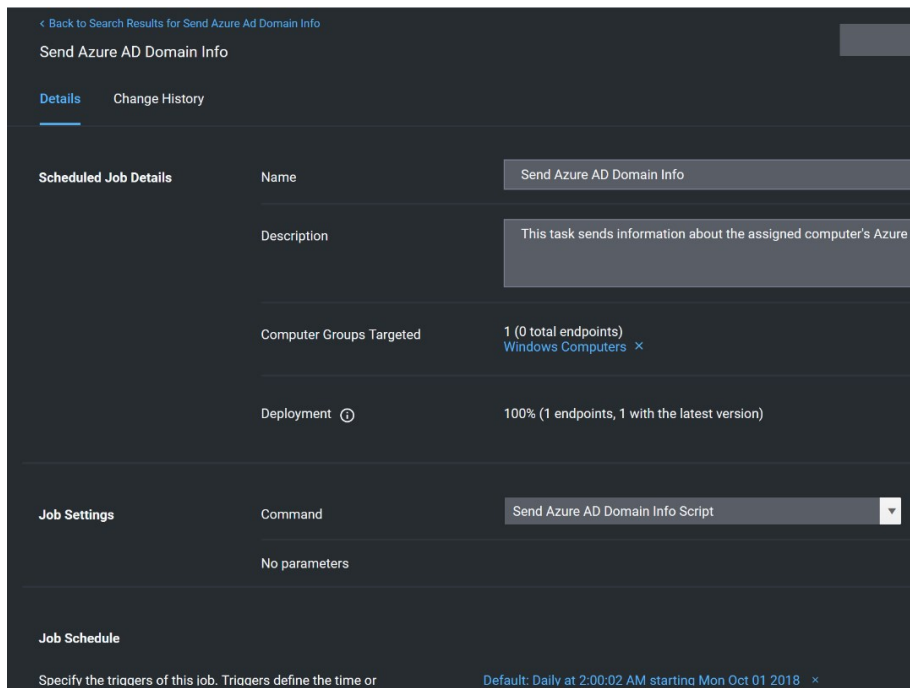 < Back to Search Results for Send Azure Ad Domain Info
Send Azure AD Domain Info
Details Change History
Scheduled Job Details Name Send Azure AD Domain Info
Description This task sends information about the assigned computer's Azure
Computer Groups Targeted 1 (0 total endpoints)
Windows Computers ×
Deployment 100% (1 endpoints, 1 with the latest version)
Job Settings Command Send Azure AD Domain Info Script
No parameters
Job Schedule
Specify the triggers of this job. Triggers define the time or Default: Daily at 2:00:02 AM starting Mon Oct 01 2018 ×